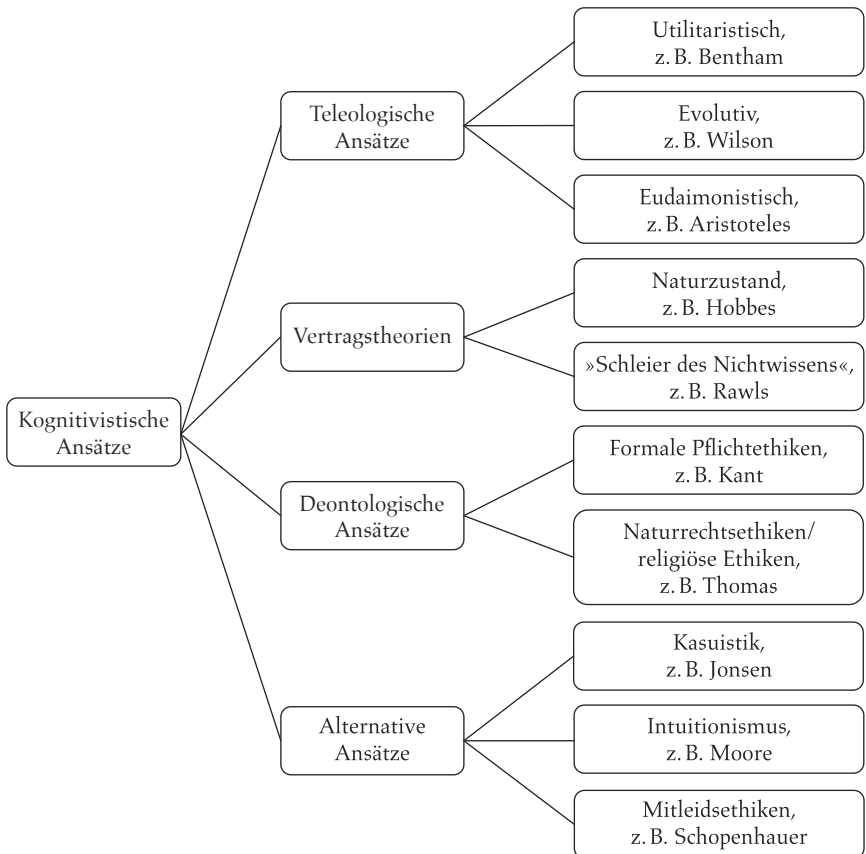 Utilitaristisch,
z. B. Bentham
Teleologische
Ansätze
Evolutiv,
z. B. Wilson
Eudaimonistisch,
z. B. Aristoteles
Naturzustand,
z. B. Hobbes
Vertragstheorien
»Schleier des Nichtwissens«,
z. B. Rawls
Kognitivistische
Ansätze
Formale Pflichtethiken,
z. B. Kant
Deontologische
Ansätze
Naturrechtsethiken/
religiöse Ethiken,
z. B. Thomas
Kasuistik,
z. B. Jonsen
Alternative
Ansätze
Intuitionismus,
z. B. Moore
Mitleidsethiken,
z. B. Schopenhauer